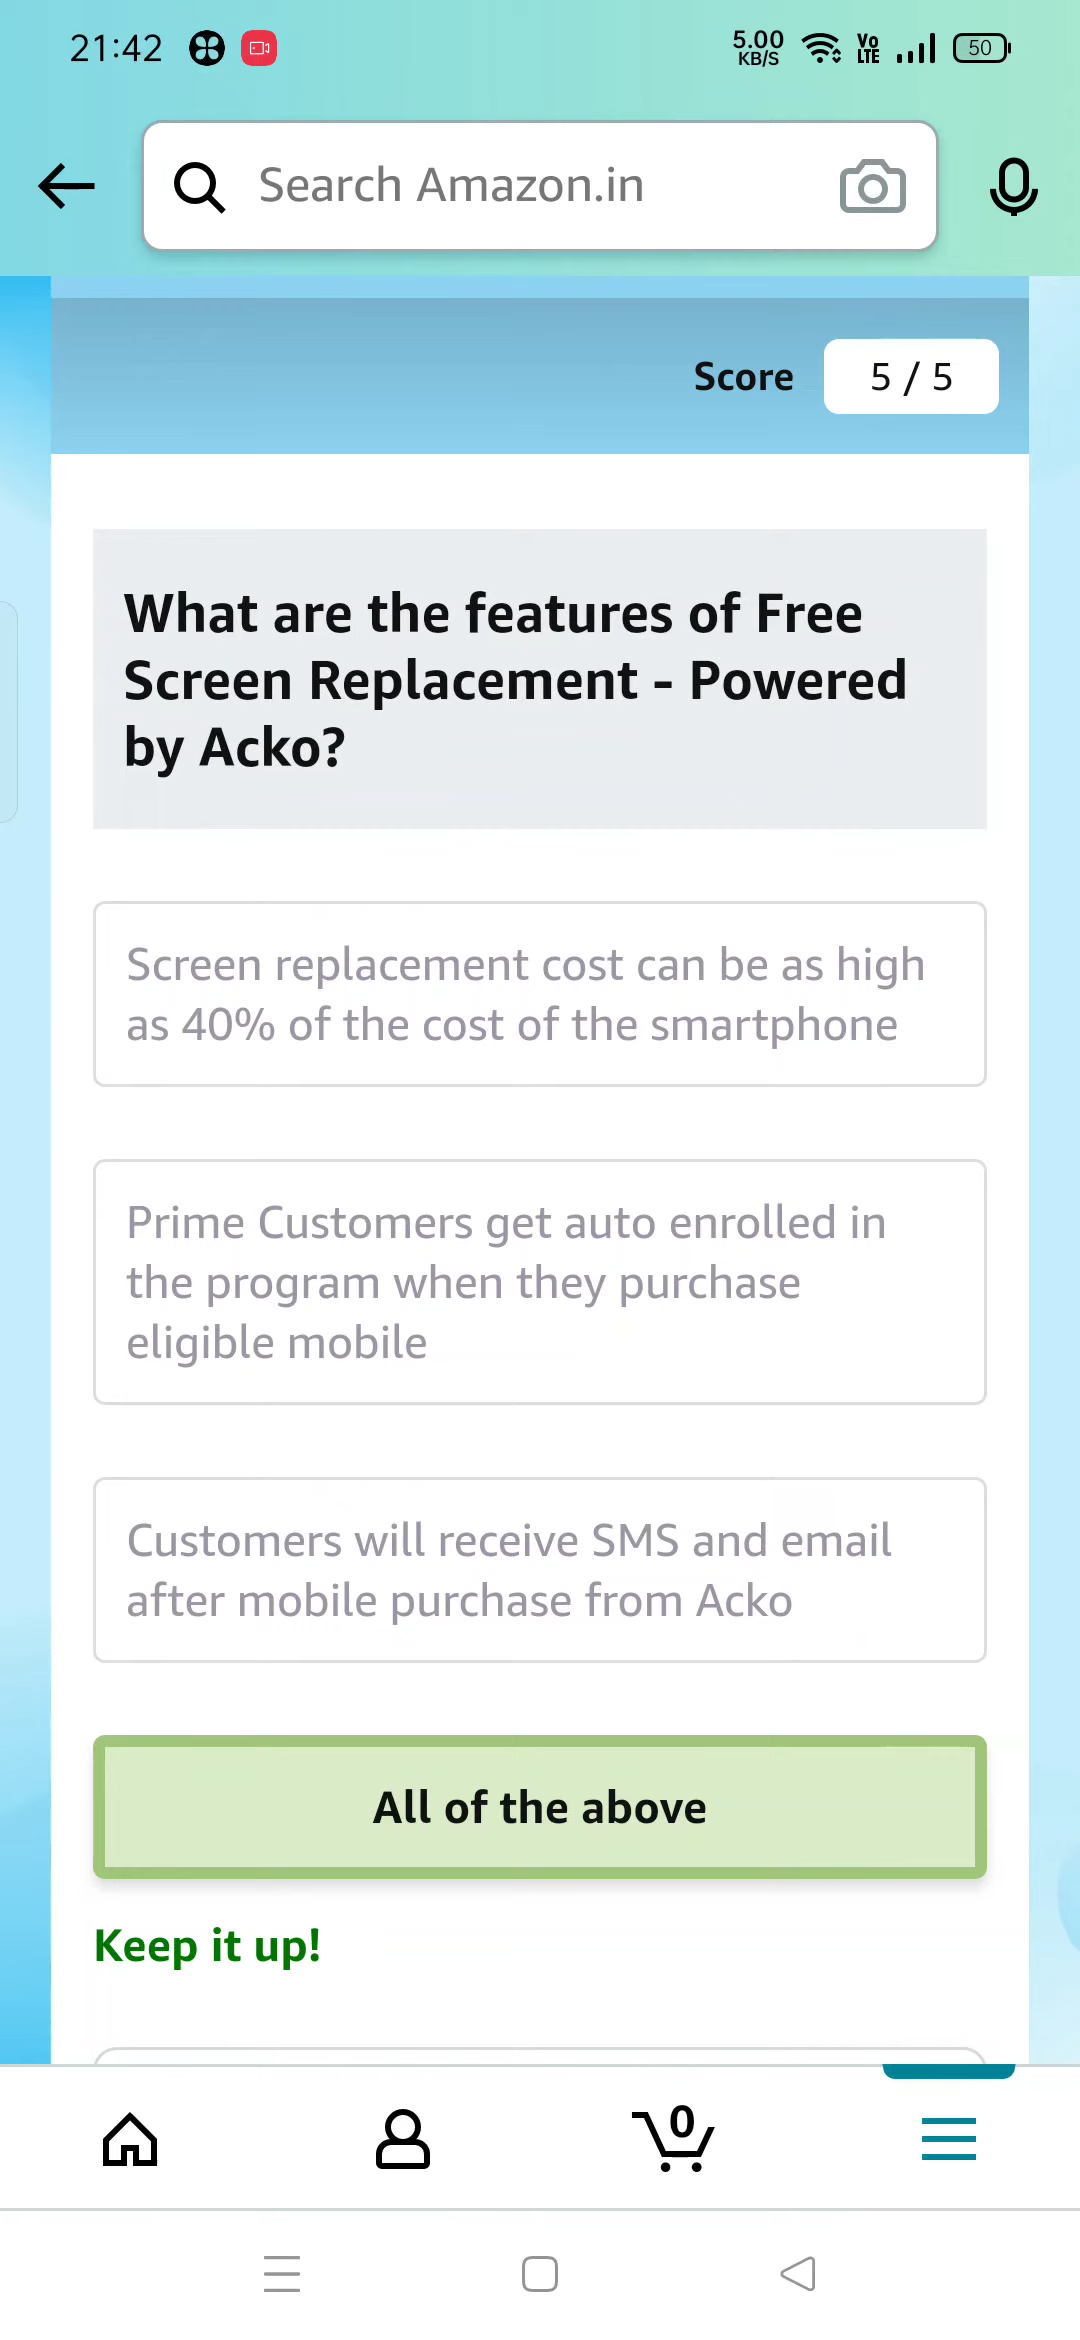 21:42
5.00
KB/S
Vo
LTE
50
Search Amazon.in
Score
5 / 5
What are the features of Free
Screen Replacement - Powered
by Acko?
Screen replacement cost can be as high
as 40% of the cost of the smartphone
Prime Customers get auto enrolled in
the program when they purchase
eligible mobile
Customers will receive SMS and email
after mobile purchase from Acko
All of the above
Keep it up!
0